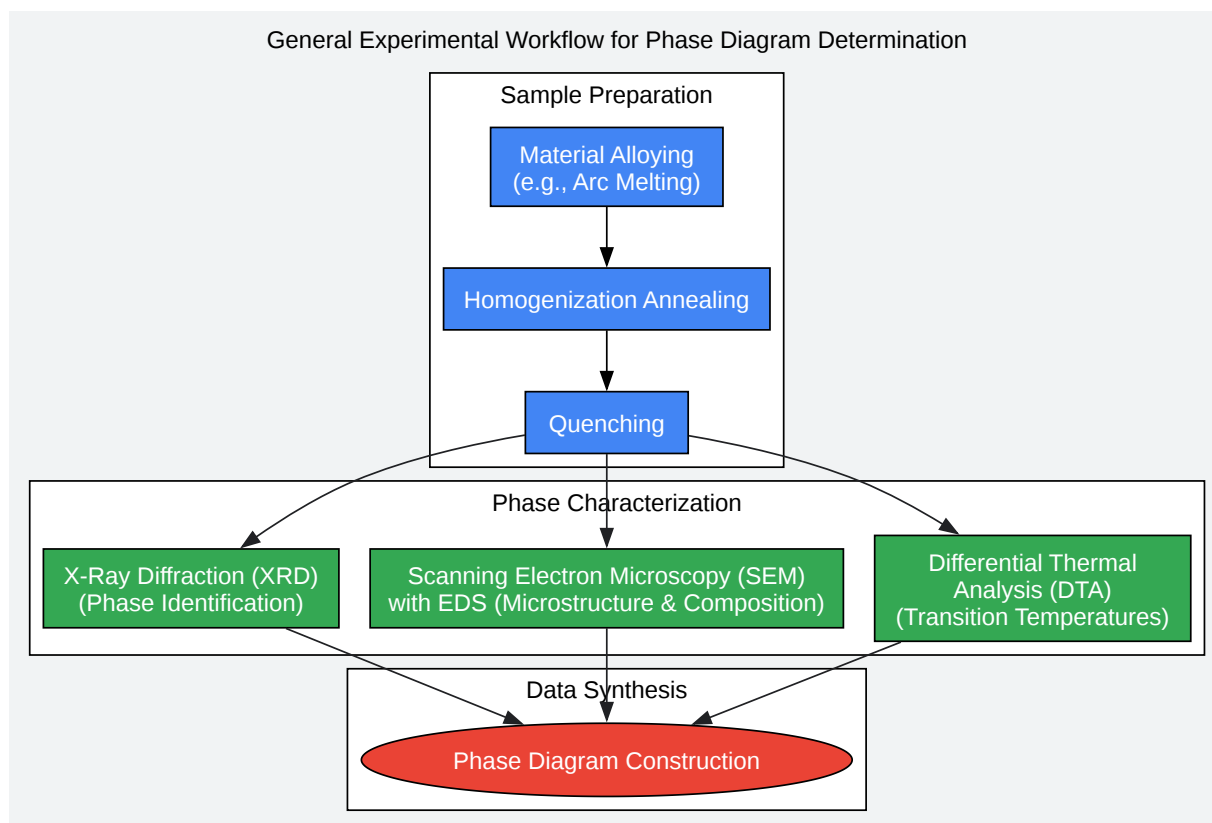 General Experimental Workflow for Phase Diagram Determination
Sample Preparation
Material Alloying
(e.g., Arc Melting)
Homogenization Annealing
Quenching
Phase Characterization
X-Ray Diffraction (XRD)
(Phase Identification)
Scanning Electron Microscopy (SEM)
with EDS (Microstructure & Composition)
Differential Thermal
Analysis (DTA)
(Transition Temperatures)
Data Synthesis
Phase Diagram Construction